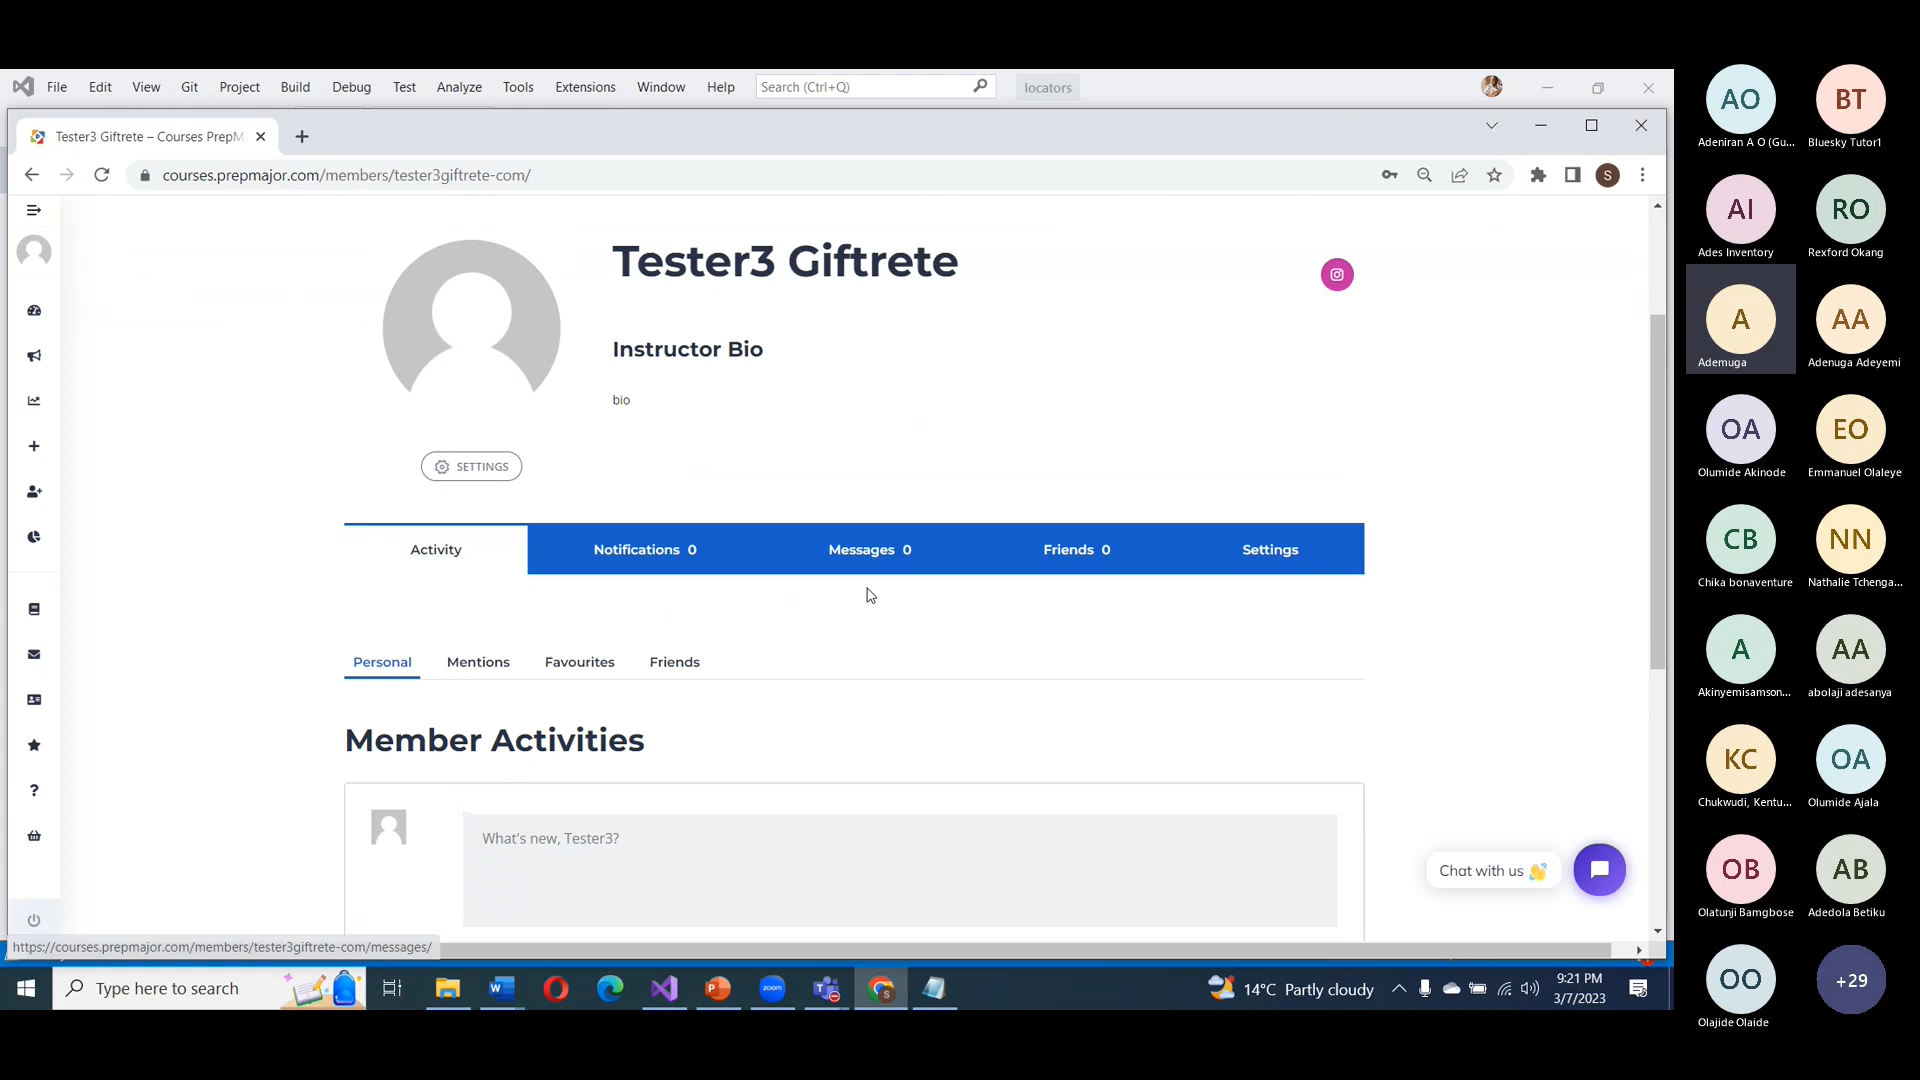 File Edit View Git Project Build Debug Test Analyze Tools Extensions Window Help Search (Ctrl+Q) locators
Tester3 Giftrete – Courses PrepM
courses.prepmajor.com/members/tester3giftrete-com/
S
Tester3 Giftrete
Instructor Bio
bio
SETTINGS
Activity Notifications 0 Messages 0 Friends 0 Settings
Personal Mentions Favourites Friends
Member Activities
What's new, Tester3?
Chat with us 👋
https://courses.prepmajor.com/members/tester3giftrete-com/messages/
Type here to search
zoom
14°C Partly cloudy
9:21 PM
3/7/2023
AO BT
Adeniran A O (Gu... Bluesky Tutor1
AI RO
Ades Inventory Rexford Okang
A AA
Ademuga Adenuga Adeyemi
OA EO
Olumide Akinode Emmanuel Olaleye
CB NN
Chika bonaventure Nathalie Tchenga...
A AA
Akinyemisamson... abolaji adesanya
KC OA
Chukwudi, Kentu... Olumide Ajala
OB AB
Olatunji Bamgbose Adedola Betiku
OO +29
Olajide Olaide